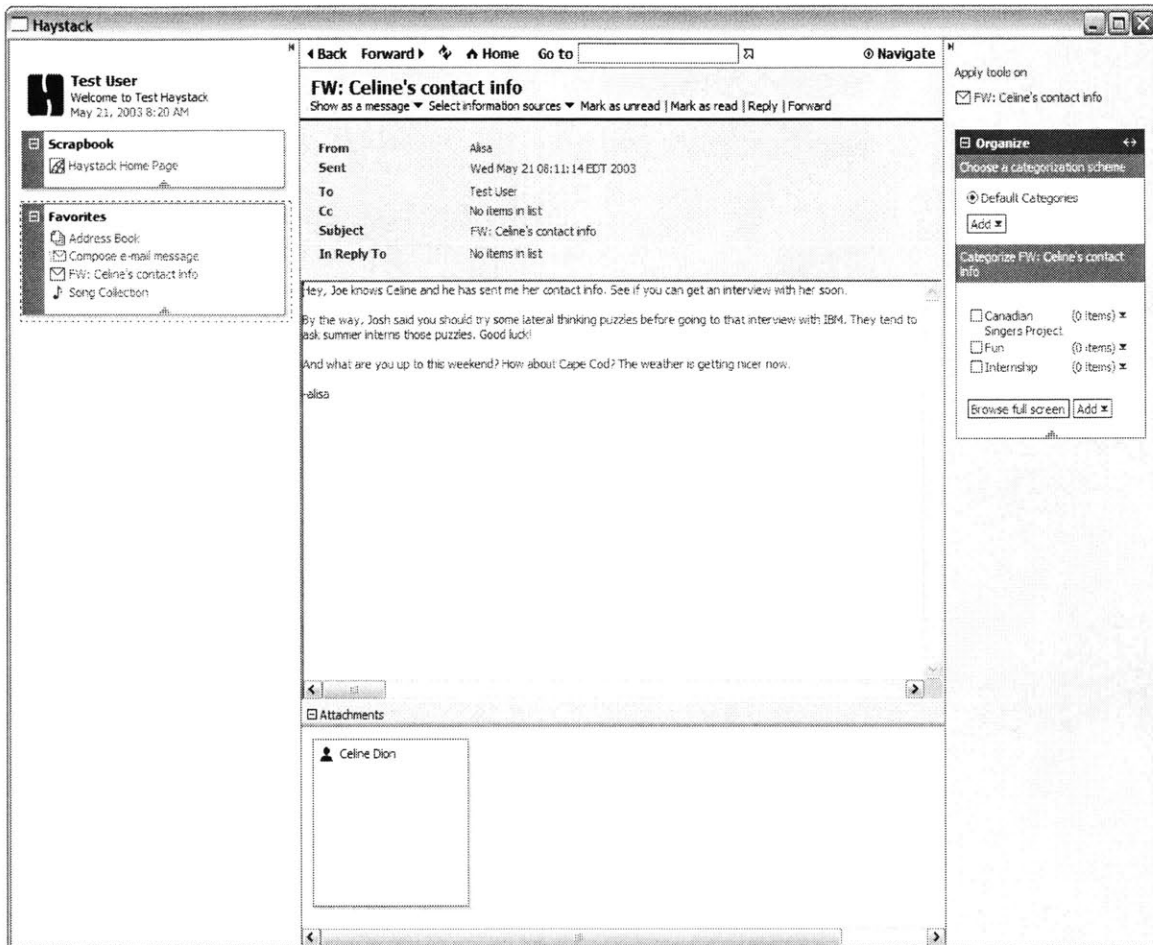 Haystack
Test User
Welcome to Test Haystack
May 21, 2003 8:20 AM
Scrapbook
Haystack Home Page
Favorites
Address Book
Compose e-mail message
FW: Celine's contact info
Song Collection
Back Forward Home Go to Navigate
FW: Celine's contact info
Show as a message Select information sources Mark as unread | Mark as read | Reply | Forward
From Alisa
Sent Wed May 21 08:11:14 EDT 2003
To Test User
Cc No items in list
Subject FW: Celine's contact info
In Reply To No items in list
Hey, Joe knows Celine and he has sent me her contact info. See if you can get an interview with her soon.
By the way, Josh said you should try some lateral thinking puzzles before going to that interview with IBM. They tend to
ask summer interns those puzzles. Good luck!
And what are you up to this weekend? How about Cape Cod? The weather is getting nicer now.
-alisa
Attachments
Celine Dion
Apply tools on
FW: Celine's contact info
Organize
Choose a categorization scheme
Default Categories
Add
Categorize FW: Celine's contact
info
Canadian (0 items)
Singers Project
Fun (0 items)
Internship (0 items)
Browse full screen Add